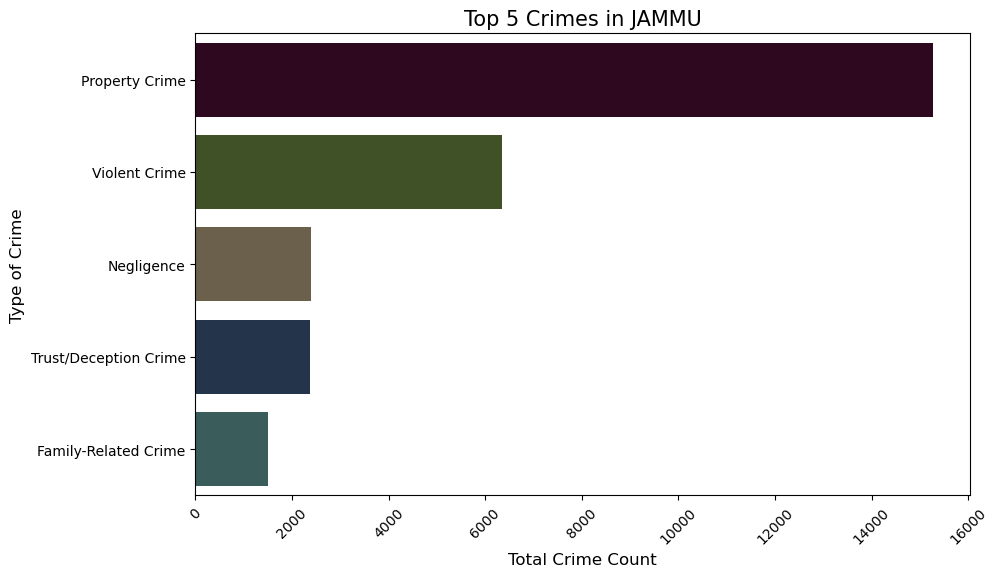 Top 5 Crimes in JAMMU
Type of Crime
Property Crime
Violent Crime
Negligence
Trust/Deception Crime
Family-Related Crime
0
2000
4000
6000
8000
10000
12000
14000
16000
Total Crime Count